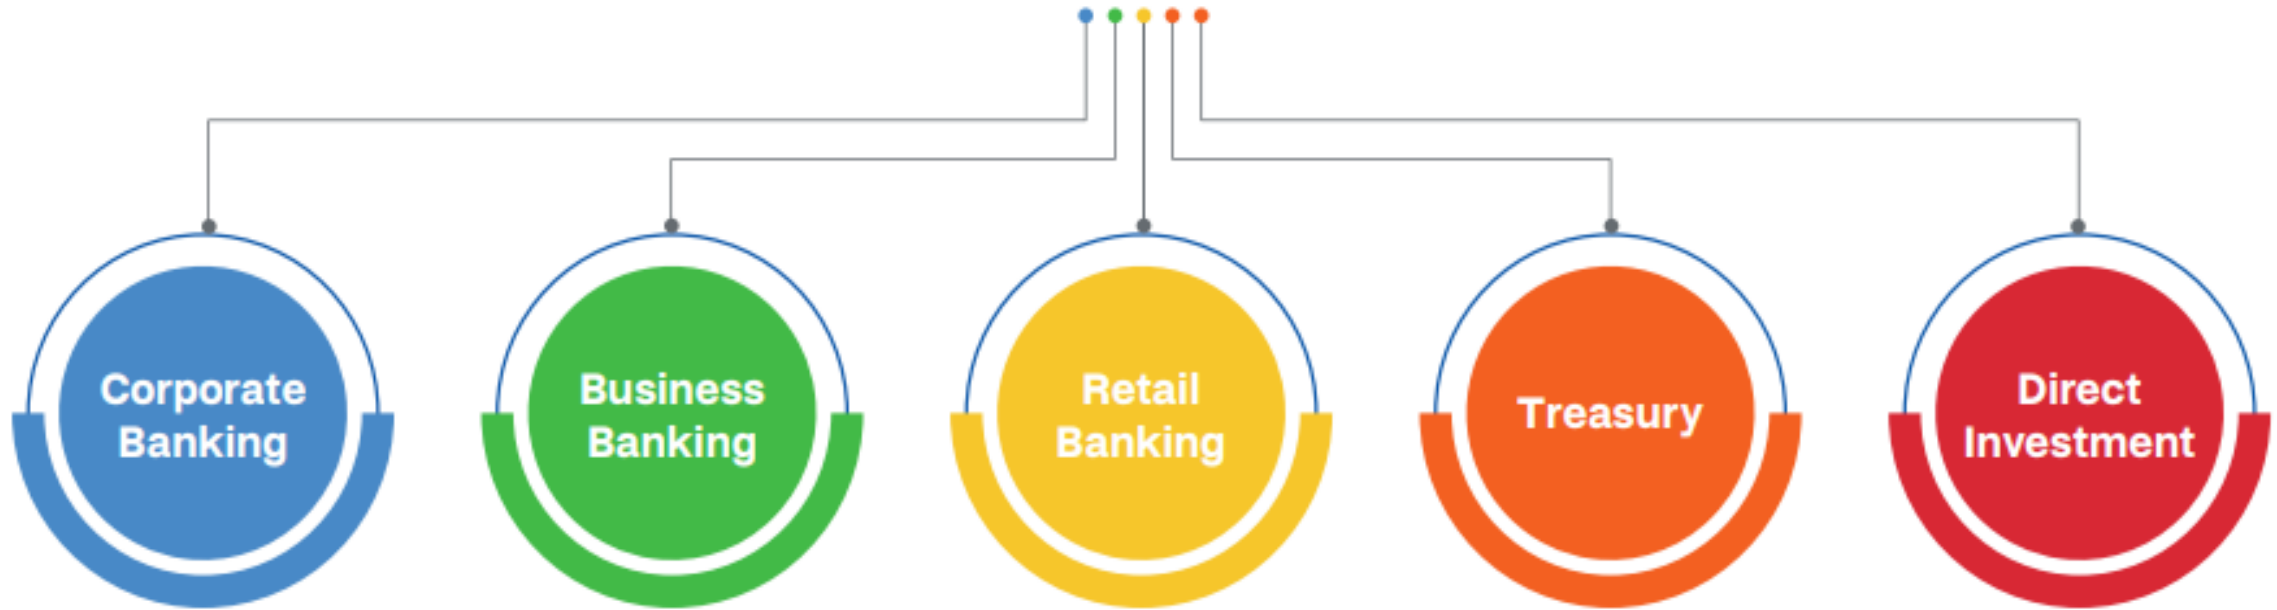 Corporate
Banking
Business
Banking
Retail
Banking
Treasury
Direct
Investment